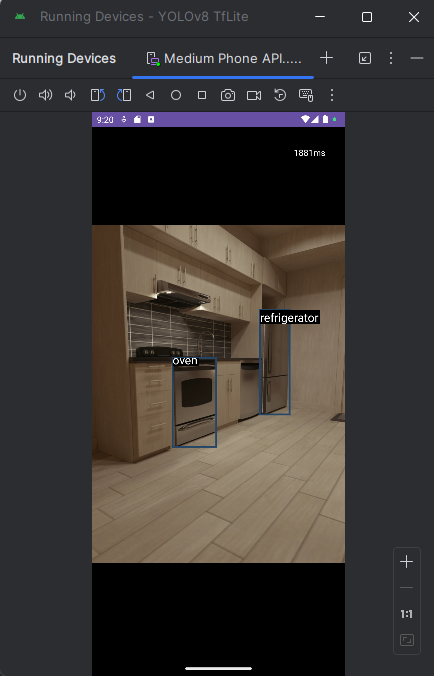 Running Devices - YOLOv8 TfLite
Running Devices
Medium Phone API.....
9:20
1881ms
refrigerator
oven
1:1